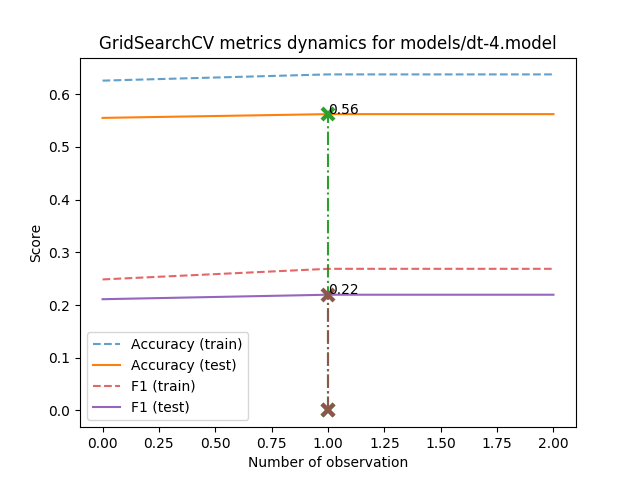 GridSearchCV metrics dynamics for models/dt-4.model
0.6
0.5
0.4
0.3
0.2
0.1
0.0
Score
0.56
0.22
Accuracy (train)
Accuracy (test)
F1 (train)
F1 (test)
0.00 0.25 0.50 0.75 1.00 1.25 1.50 1.75 2.00
Number of observation